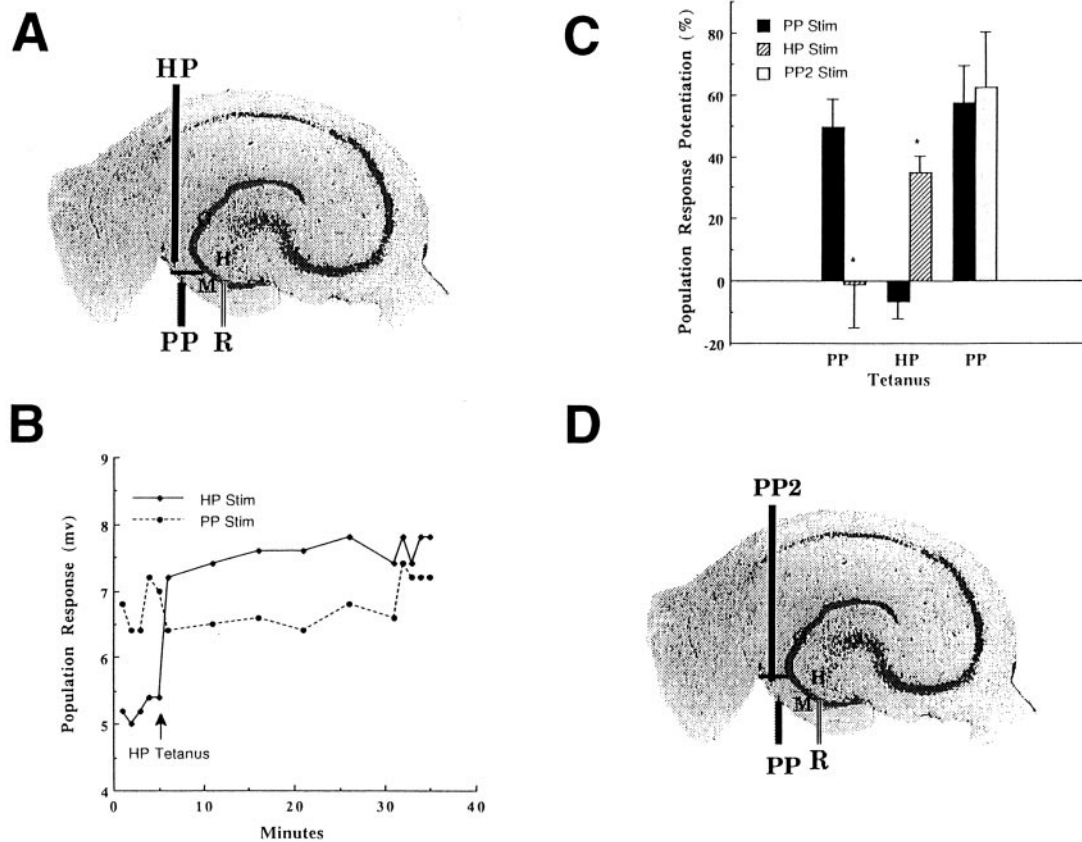 A
HP
G
H
M
PP
R
B
Population Response (mv)
9
8
7
6
5
4
HP Stim
PP Stim
HP Tetanus
0
10
20
30
40
Minutes
C
Population Response Potentiation (%)
80
60
40
20
0
-20
PP Stim
HP Stim
PP2 Stim
*
*
PP
HP
PP
Tetanus
D
PP2
G
H
M
PP
R